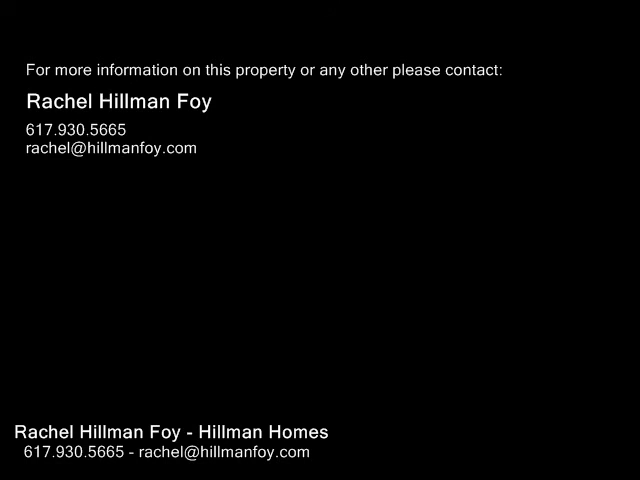 For more information on this property or any other please contact:
Rachel Hillman Foy
617.930.5665
rachel@hillmanfoy.com
Rachel Hillman Foy - Hillman Homes
617.930.5665 - rachel@hillmanfoy.com